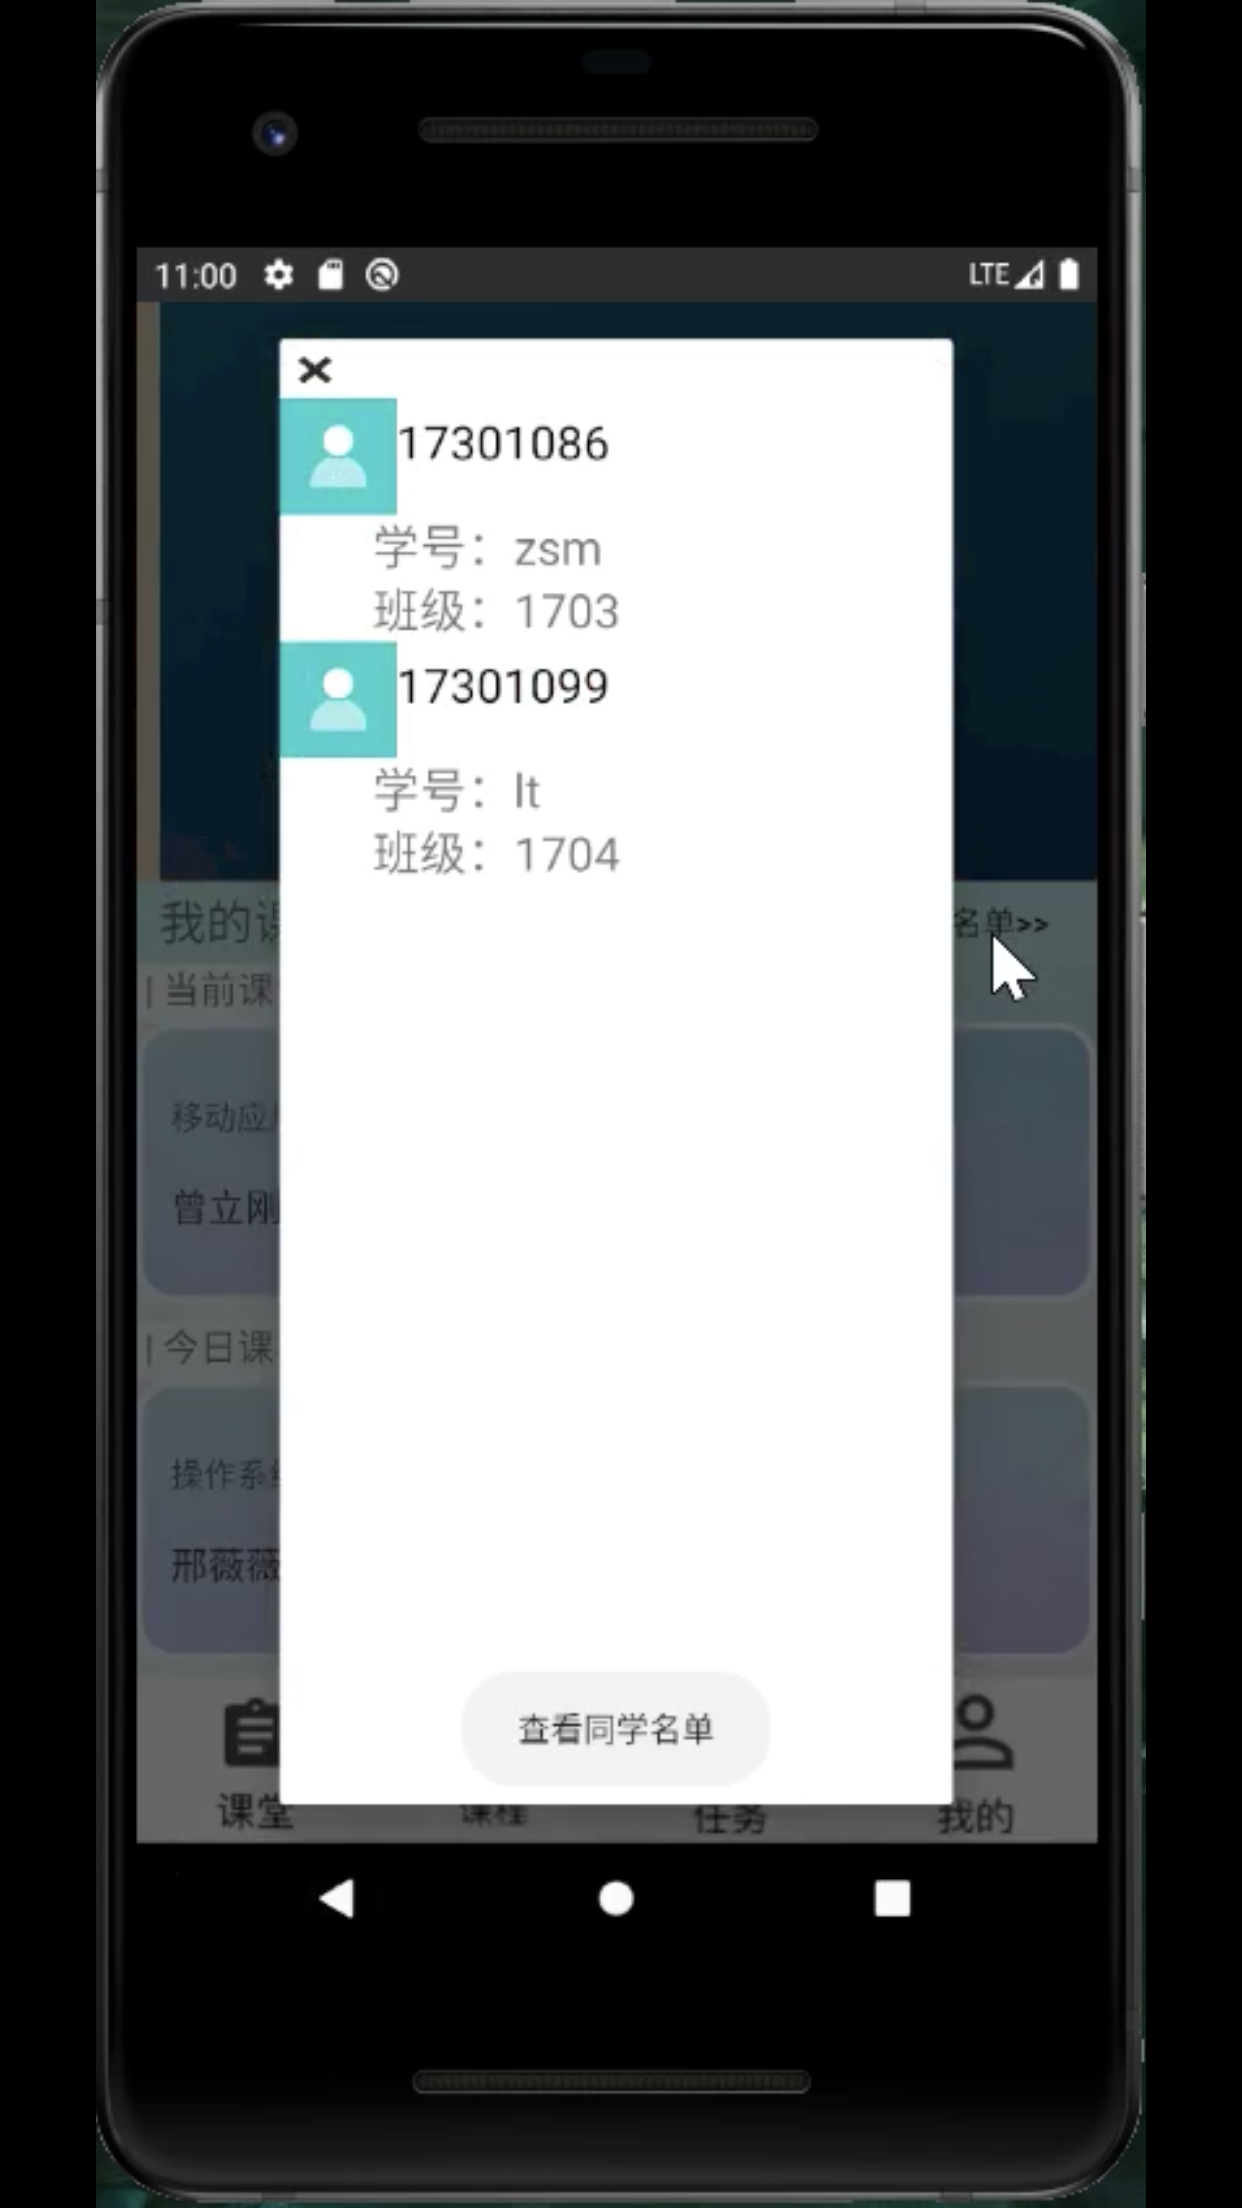 11:00 LTE
17301086
学号：zsm
班级：1703
17301099
学号：lt
班级：1704
我的课
名单>>
| 当前课
移动应
曾立刚
| 今日课
操作系
邢薇薇
查看同学名单
课堂 课程 任务 我的